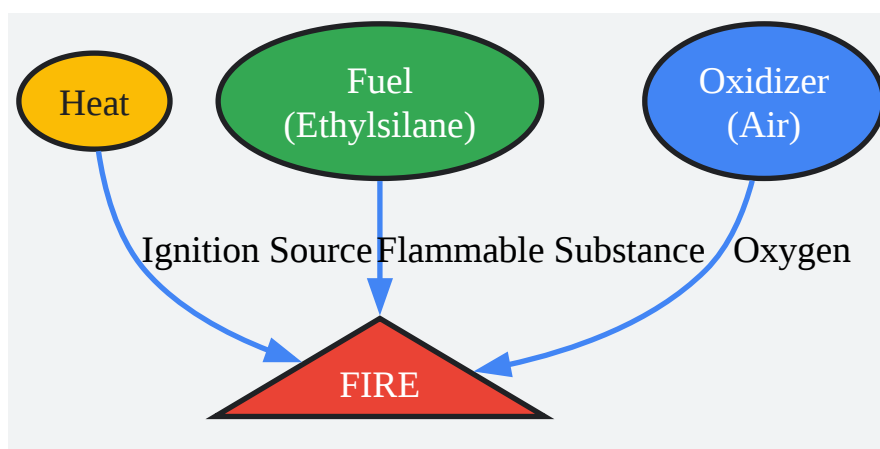 Heat
Fuel
(Ethylsilane)
Oxidizer
(Air)
Ignition Source
Flammable Substance
Oxygen
FIRE